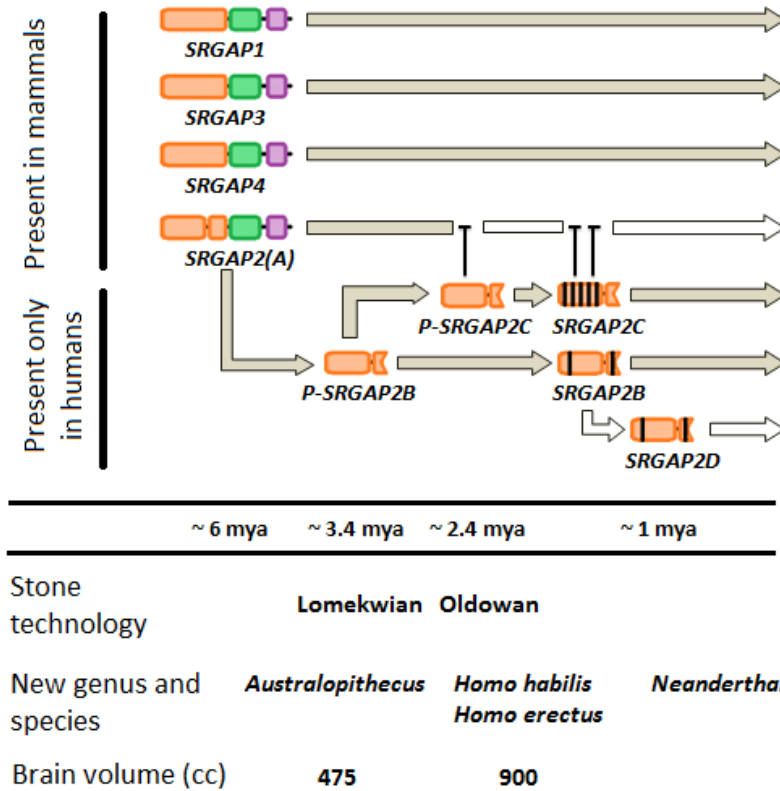 Present in mammals
SRGAP1
SRGAP3
SRGAP4
SRGAP2(A)
Present only
in humans
P-SRGAP2C
SRGAP2C
P-SRGAP2B
SRGAP2B
SRGAP2D
~ 6 mya ~ 3.4 mya ~ 2.4 mya ~ 1 mya
Stone
technology
Lomekwian Oldowan
New genus and
species
Australopithecus
Homo habilis
Homo erectus
Neandertha
Brain volume (cc) 475 900